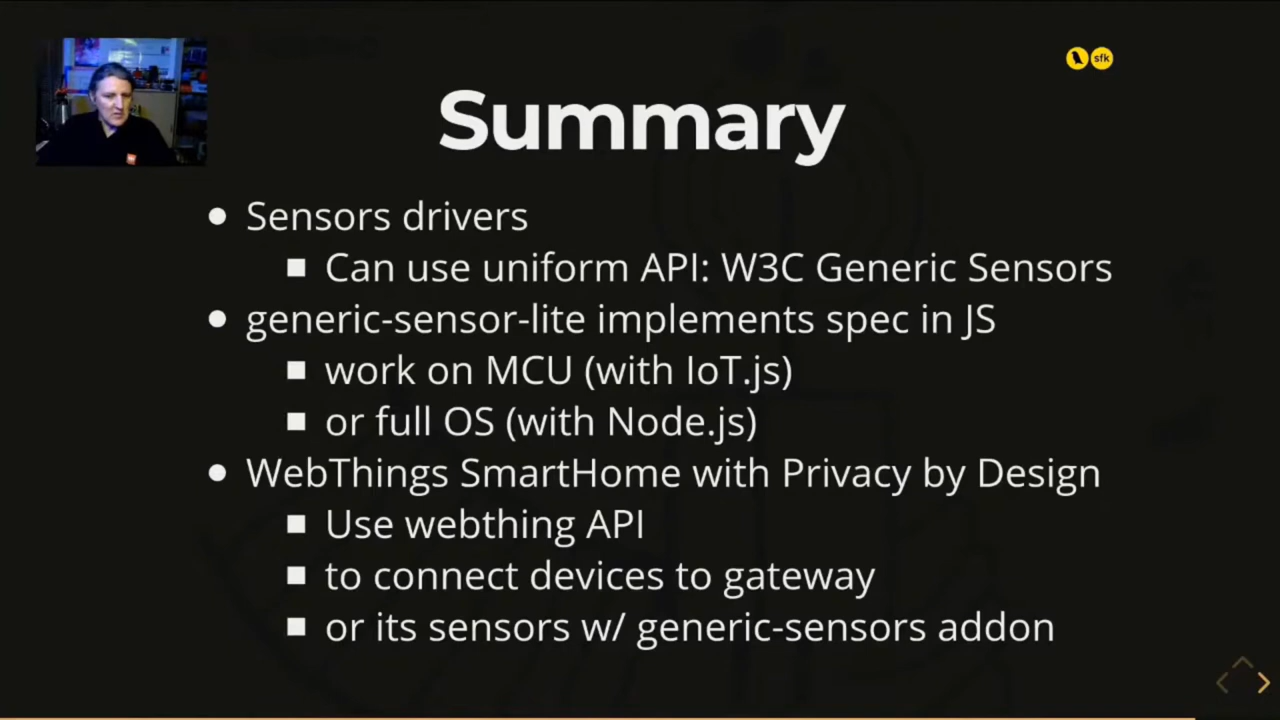 sfk
Summary
Sensors drivers
Can use uniform API: W3C Generic Sensors
generic-sensor-lite implements spec in JS
work on MCU (with IoT.js)
or full OS (with Node.js)
WebThings SmartHome with Privacy by Design
Use webthing API
to connect devices to gateway
or its sensors w/ generic-sensors addon